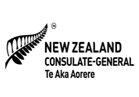 NEW ZEALAND
CONSULATE-GENERAL
Te Aka Aorere